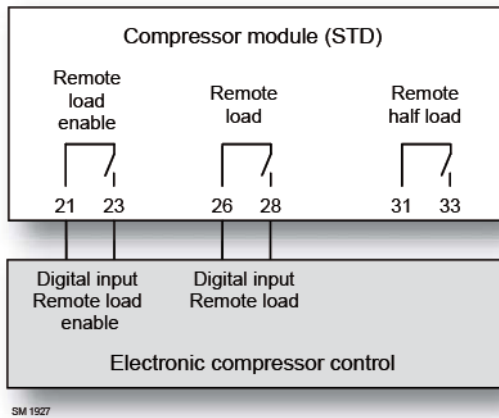 Compressor module (STD)
Remote
load
enable
Remote
load
Remote
half load
21 23 26 28 31 33
Digital input
Remote load
enable
Digital input
Remote load
Electronic compressor control
SM 1927